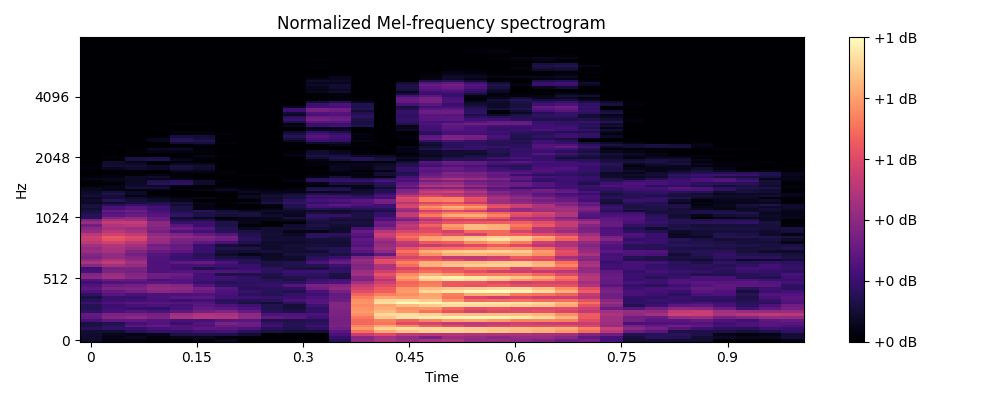 Normalized Mel-frequency spectrogram
Hz
4096
2048
1024
512
0
0 0.15 0.3 0.45 0.6 0.75 0.9
Time
+1 dB
+1 dB
+1 dB
+0 dB
+0 dB
+0 dB